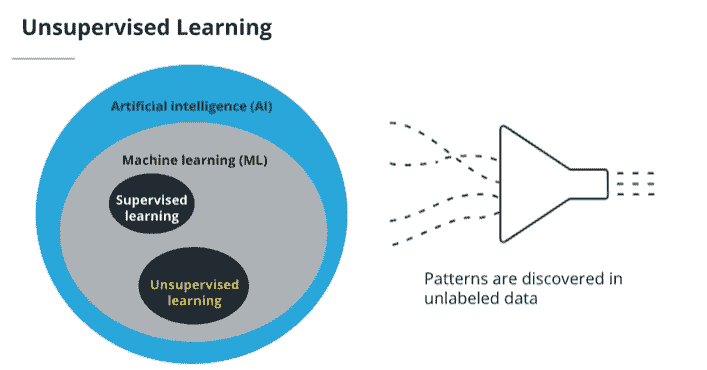 Unsupervised Learning
Artificial intelligence (AI)
Machine learning (ML)
Supervised
learning
Unsupervised
learning
Patterns are discovered in
unlabeled data